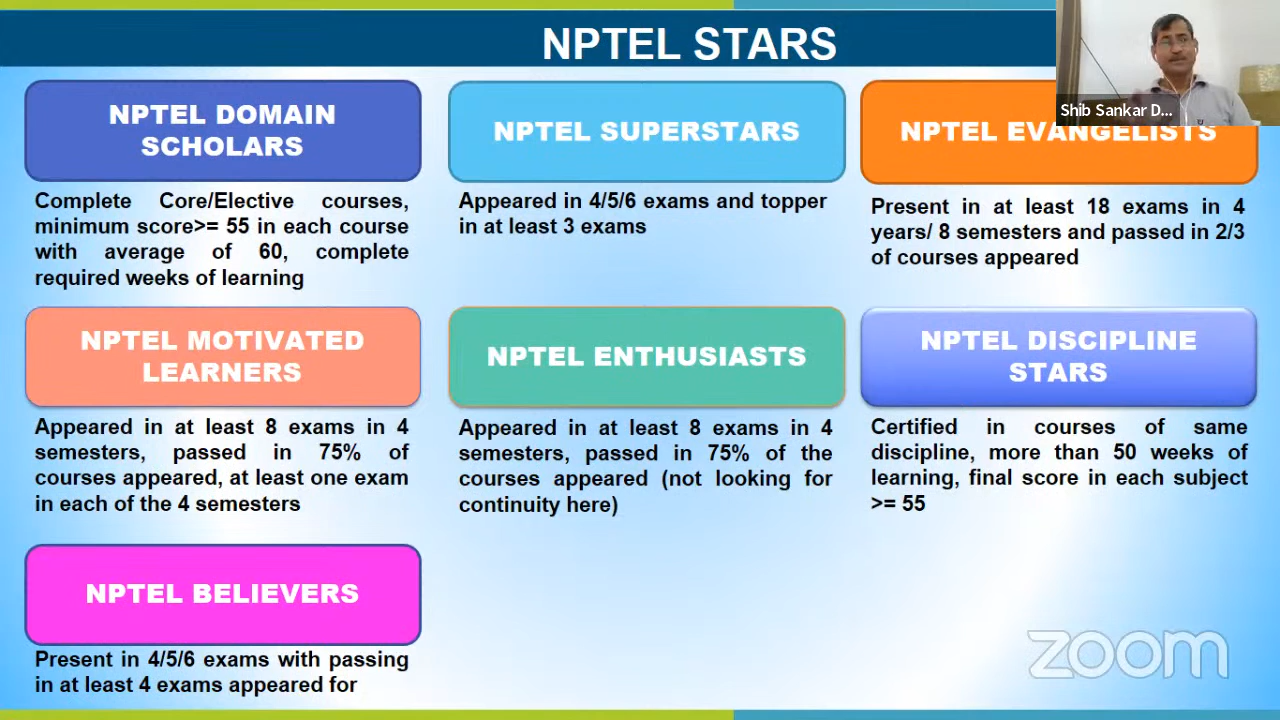 NPTEL STARS
Shib Sankar D...
NPTEL DOMAIN
SCHOLARS
Complete Core/Elective courses,
minimum score>= 55 in each course
with average of 60, complete
required weeks of learning
NPTEL SUPERSTARS
Appeared in 4/5/6 exams and topper
in at least 3 exams
NPTEL EVANGELISTS
Present in at least 18 exams in 4
years/ 8 semesters and passed in 2/3
of courses appeared
NPTEL MOTIVATED
LEARNERS
Appeared in at least 8 exams in 4
semesters, passed in 75% of
courses appeared, at least one exam
in each of the 4 semesters
NPTEL ENTHUSIASTS
Appeared in at least 8 exams in 4
semesters, passed in 75% of the
courses appeared (not looking for
continuity here)
NPTEL DISCIPLINE
STARS
Certified in courses of same
discipline, more than 50 weeks of
learning, final score in each subject
>= 55
NPTEL BELIEVERS
Present in 4/5/6 exams with passing
in at least 4 exams appeared for
zoom